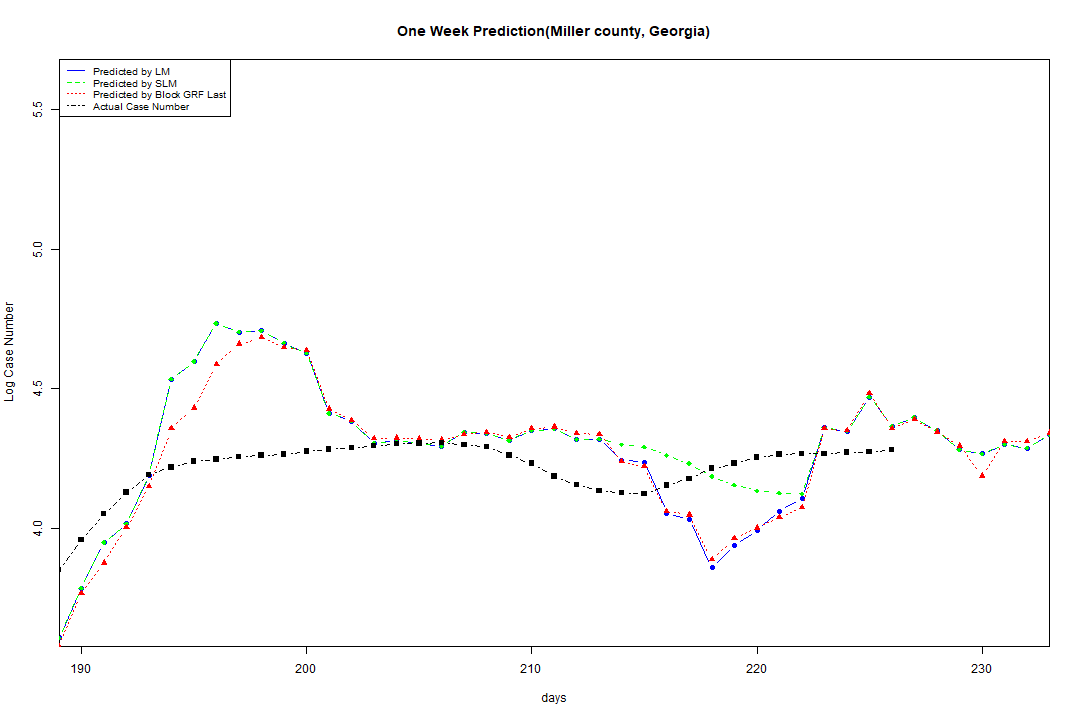 One Week Prediction(Miller county, Georgia)
Predicted by LM
Predicted by SLM
Predicted by Block GRF Last
Actual Case Number
5.5
5.0
4.5
4.0
Log Case Number
190 200 210 220 230
days